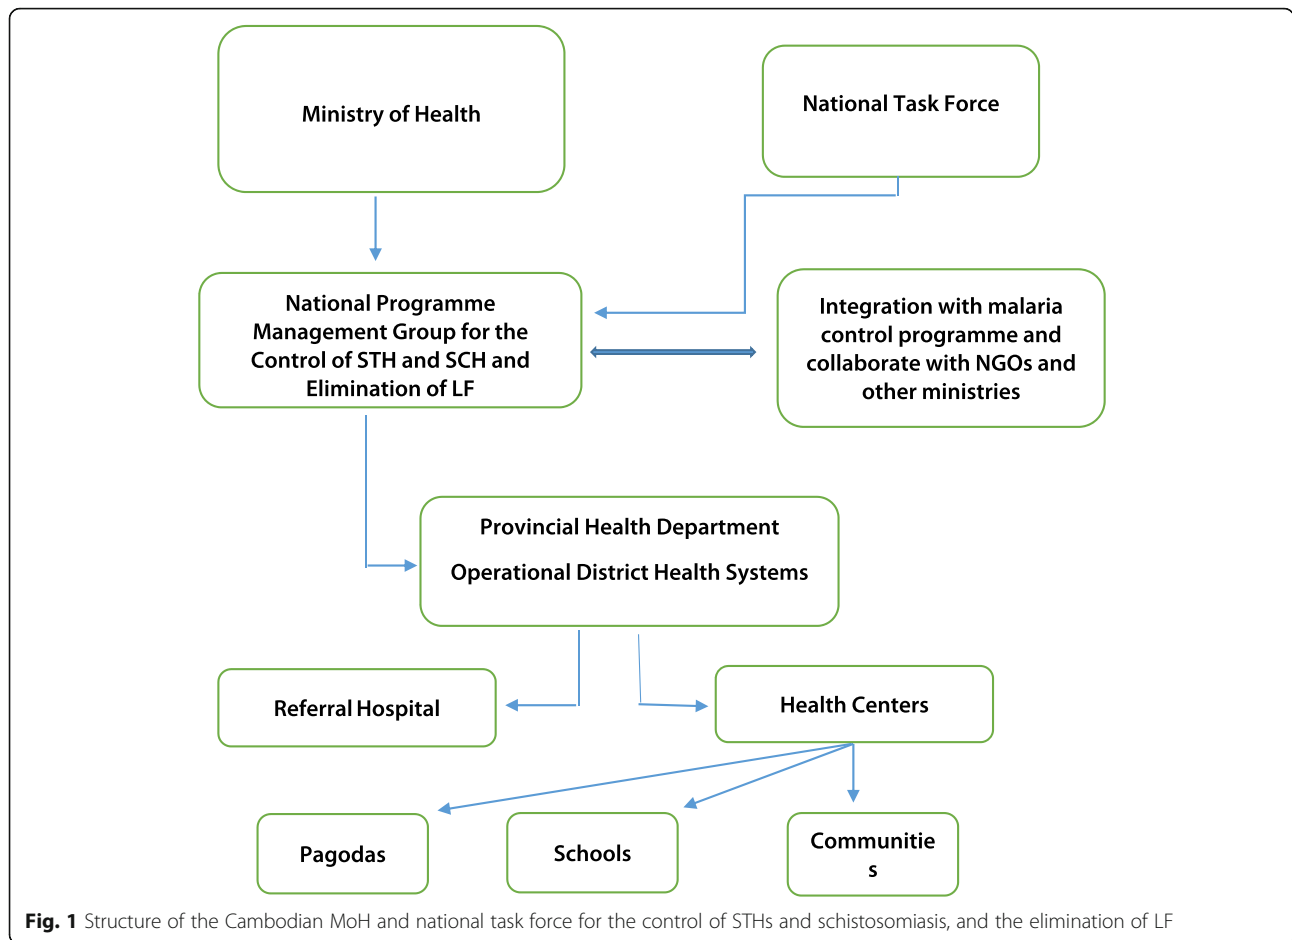 Ministry of Health
National Task Force
National Programme
Management Group for the
Control of STH and SCH and
Elimination of LF
Integration with malaria
control programme and
collaborate with NGOs and
other ministries
Provincial Health Department
Operational District Health Systems
Referral Hospital
Health Centers
Pagodas
Schools
Communitie
s
Fig. 1 Structure of the Cambodian MoH and national task force for the control of STHs and schistosomiasis, and the elimination of LF